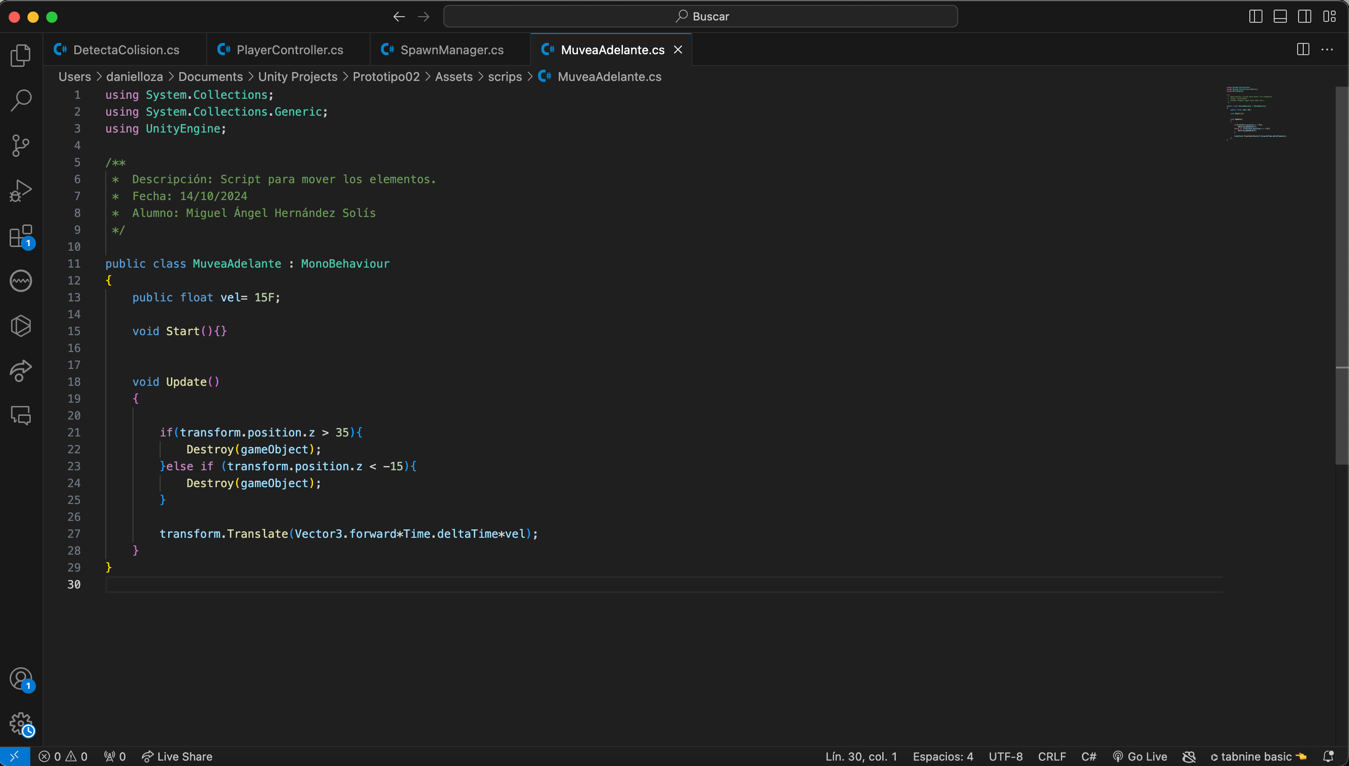 Buscar
DetectaColision.cs PlayerController.cs SpawnManager.cs MuveaAdelante.cs
Users > danielloza > Documents > Unity Projects > Prototipo02 > Assets > scrips > MuveaAdelante.cs
1 using System.Collections;
2 using System.Collections.Generic;
3 using UnityEngine;
4
5 /**
6 * Descripción: Script para mover los elementos.
7 * Fecha: 14/10/2024
8 * Alumno: Miguel Ángel Hernández Solís
9 */
10
11 public class MuveaAdelante : MonoBehaviour
12 {
13 public float vel= 15F;
14
15 void Start(){}
16
17
18 void Update()
19 {
20
21 if(transform.position.z > 35){
22 Destroy(gameObject);
23 }else if (transform.position.z < -15){
24 Destroy(gameObject);
25 }
26
27 transform.Translate(Vector3.forward*Time.deltaTime*vel);
28 }
29 }
30
1
1
0 0 0 Live Share Lín. 30, col. 1 Espacios: 4 UTF-8 CRLF C# Go Live tabnine basic